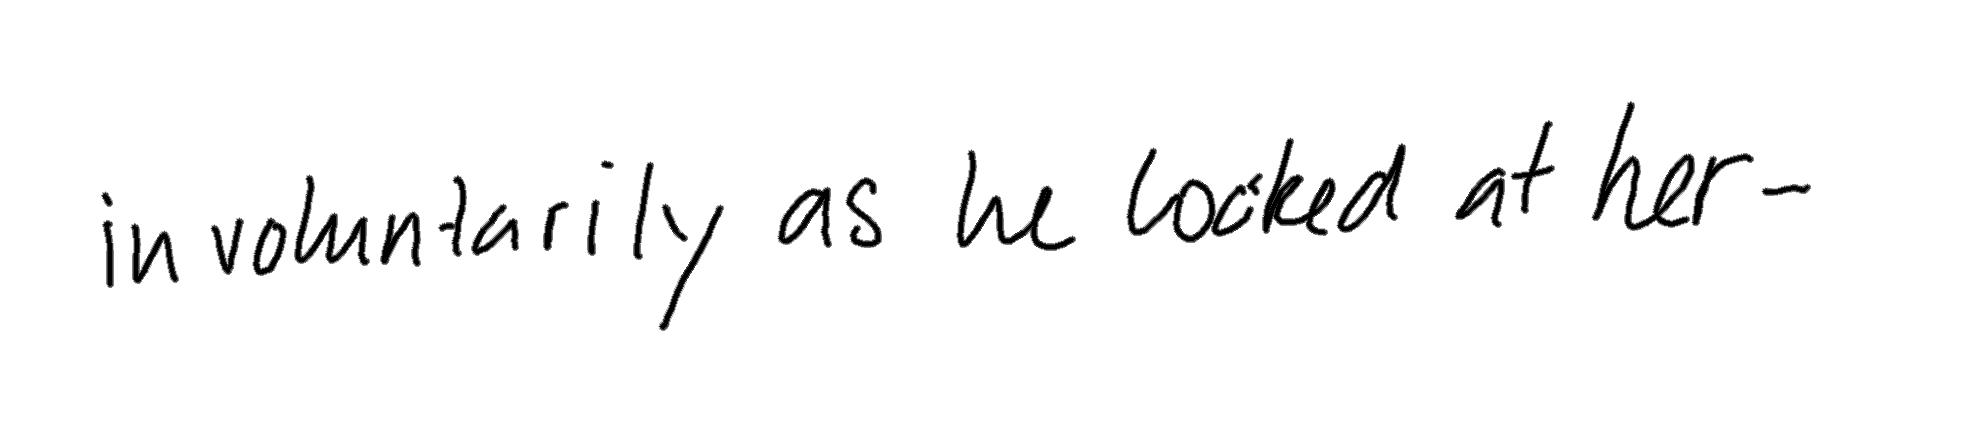 involuntarily as he looked at her-